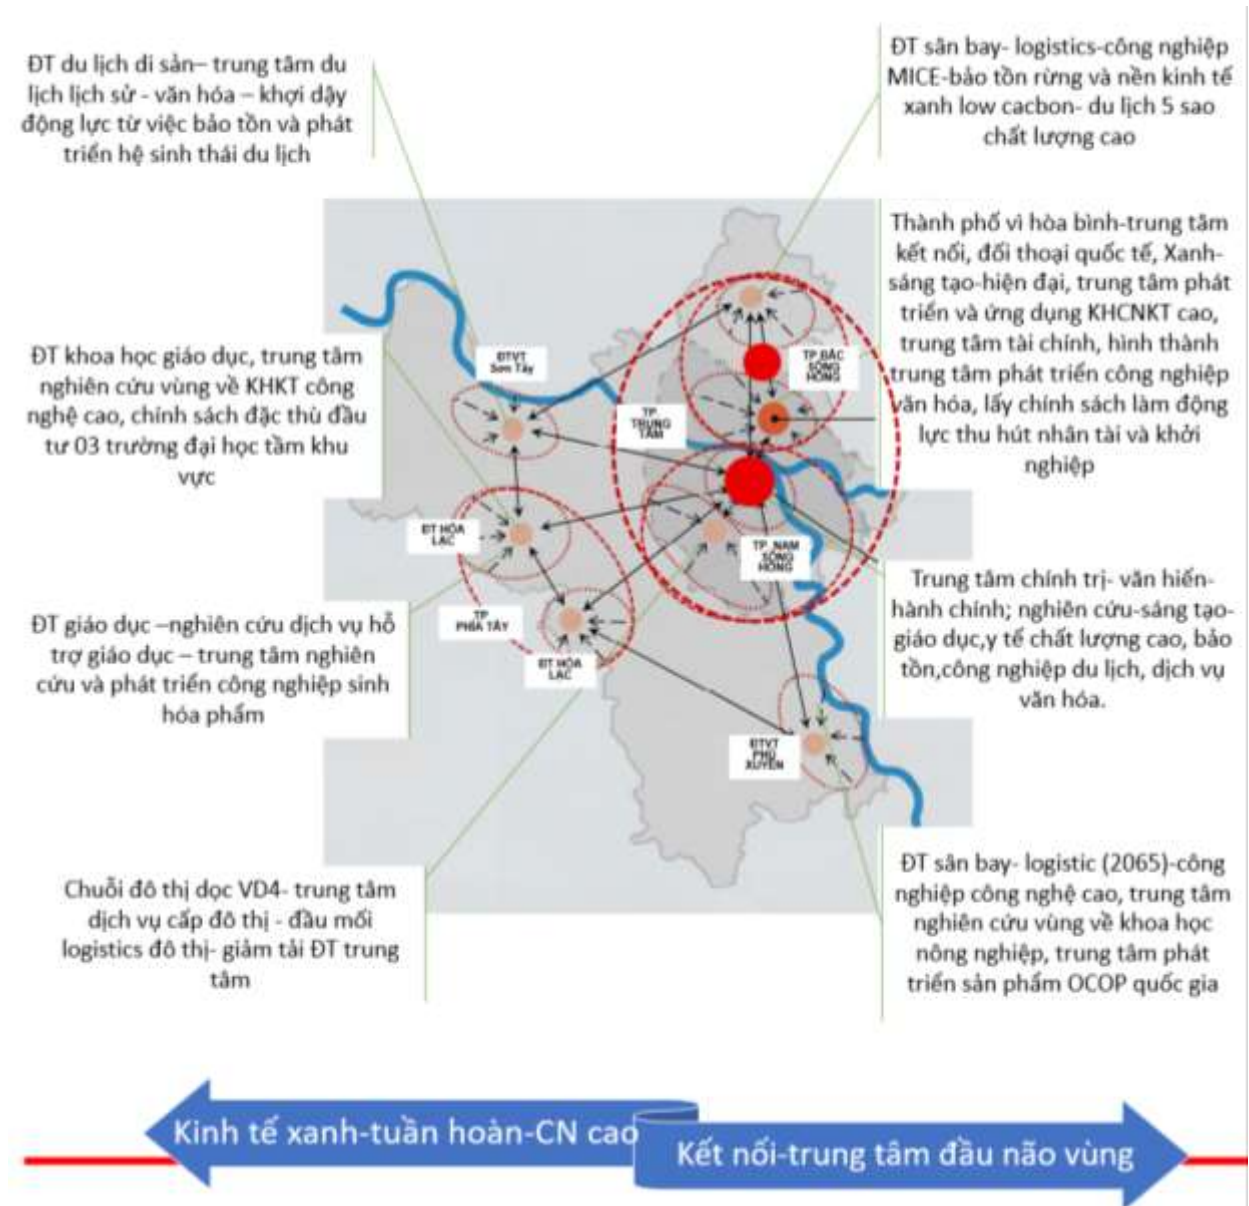 ĐT du lịch di sản– trung tâm du
lịch lịch sử - văn hóa – khợi dậy
động lực từ việc bảo tồn và phát
triển hệ sinh thái du lịch
ĐT sân bay- logistics-công nghiệp
MICE-bảo tồn rừng và nền kinh tế
xanh low cacbon- du lịch 5 sao
chất lượng cao
Thành phố vì hòa bình-trung tâm
kết nối, đối thoại quốc tế, Xanh-
sáng tạo-hiện đại, trung tâm phát
triển và ứng dụng KHCNKT cao,
trung tâm tài chính, hình thành
trung tâm phát triển công nghiệp
văn hóa, lấy chính sách làm động
lực thu hút nhân tài và khởi
nghiệp
ĐT khoa học giáo dục, trung tâm
nghiên cứu vùng về KHKT công
nghệ cao, chính sách đặc thù đầu
tư 03 trường đại học tầm khu
vực
ĐTVT
Sơn Tây
TP.BẮC
SÔNG
HỒNG
TP
TRUNG
TÂM
ĐT HÒA
LẠC
TP. NAM
SÔNG
HỒNG
TP
PHÍA TÂY
ĐT HÒA
LẠC
ĐTVT
PHÚ
XUYÊN
ĐT giáo dục –nghiên cứu dịch vụ hỗ
trợ giáo dục – trung tâm nghiên
cứu và phát triển công nghiệp sinh
hóa phẩm
Trung tâm chính trị- văn hiến-
hành chính; nghiên cứu-sáng tạo-
giáo dục,y tế chất lượng cao, bảo
tồn,công nghiệp du lịch, dịch vụ
văn hóa.
Chuỗi đô thị dọc VD4- trung tâm
dịch vụ cấp đô thị - đầu mối
logistics đô thị- giảm tải ĐT trung
tâm
ĐT sân bay- logistic (2065)-công
nghiệp công nghệ cao, trung tâm
nghiên cứu vùng về khoa học
nông nghiệp, trung tâm phát
triển sản phẩm OCOP quốc gia
Kinh tế xanh-tuần hoàn-CN cao
Kết nối-trung tâm đầu não vùng